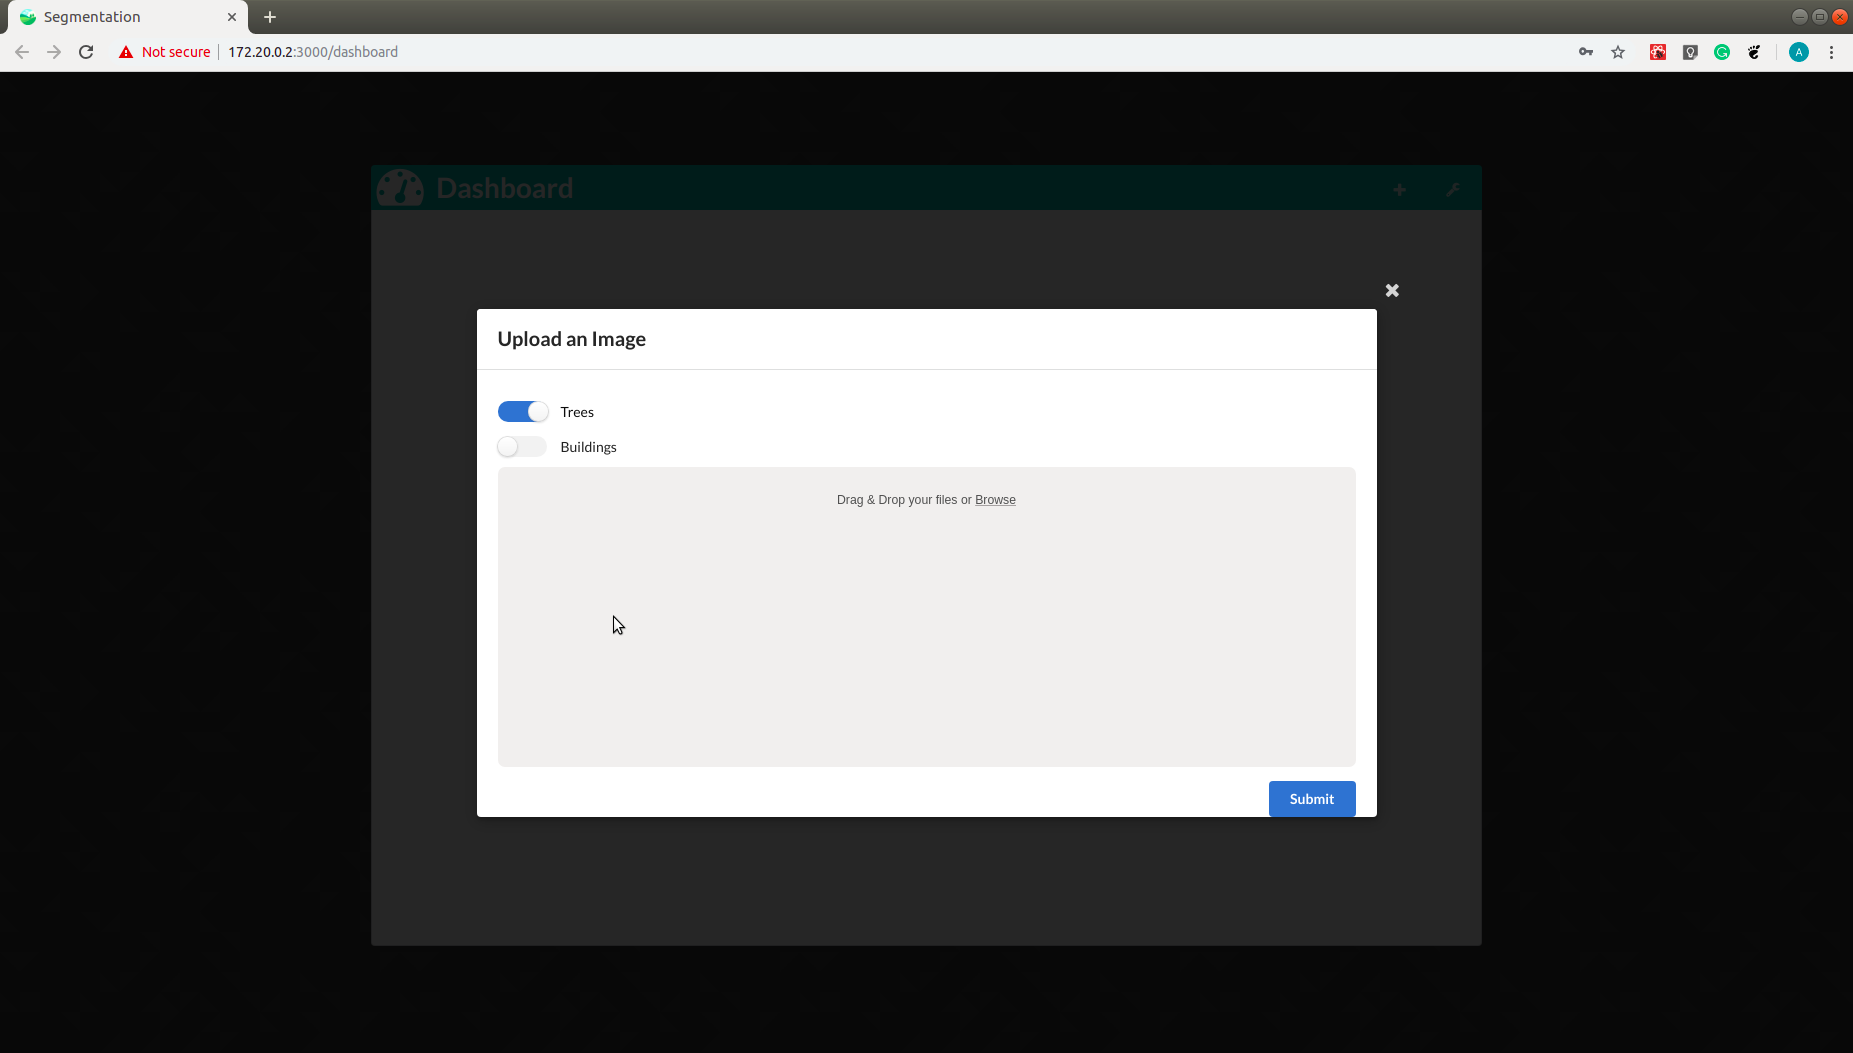 Segmentation
Not secure 172.20.0.2:3000/dashboard
A
Dashboard
Upload an Image
Trees
Buildings
Drag & Drop your files or Browse
Submit